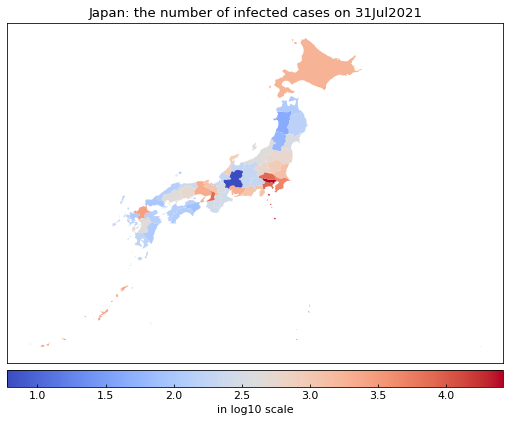 Japan: the number of infected cases on 31Jul2021
1.0 1.5 2.0 2.5 3.0 3.5 4.0
in log10 scale